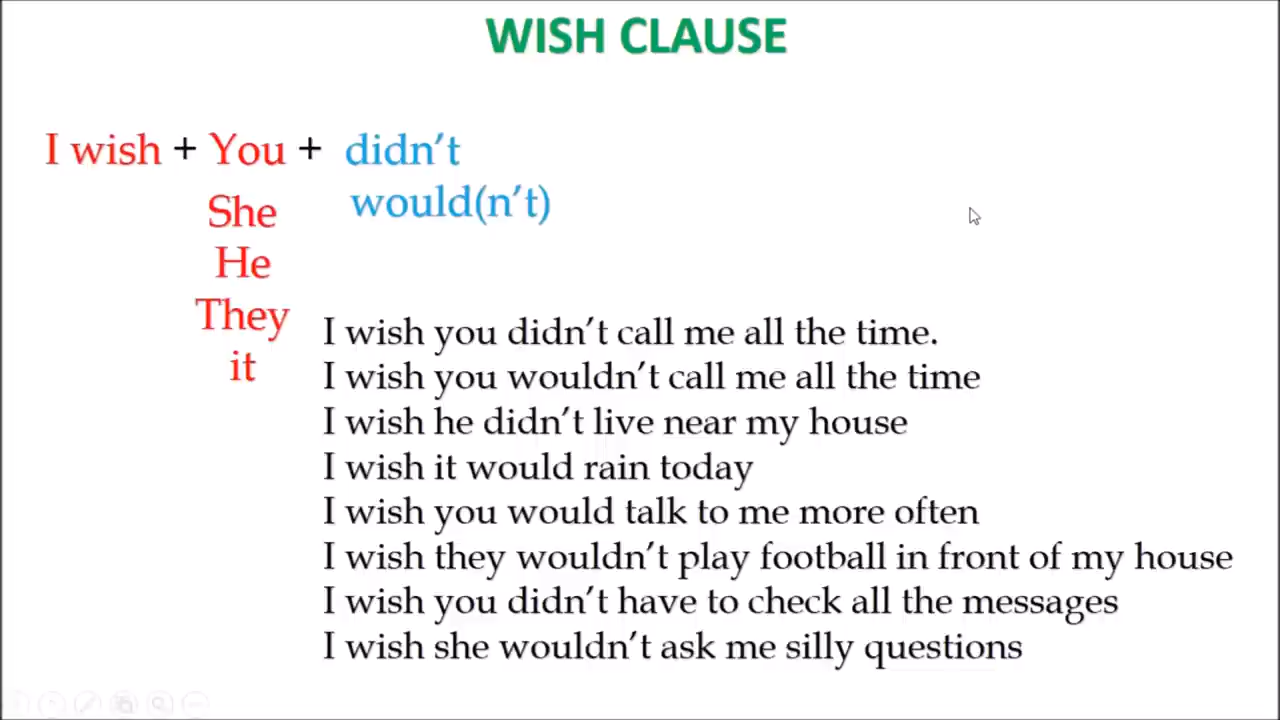 WISH CLAUSE
I wish + You + didn't
would(n't)
She
He
They
it
I wish you didn't call me all the time.
I wish you wouldn't call me all the time
I wish he didn't live near my house
I wish it would rain today
I wish you would talk to me more often
I wish they wouldn't play football in front of my house
I wish you didn't have to check all the messages
I wish she wouldn't ask me silly questions